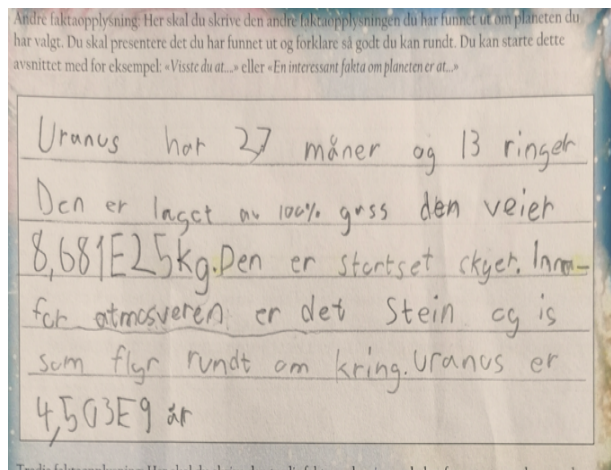 Andre faktaopplysning: Her skal du skrive den andre faktaopplysningen du har funnet ut om planeten du
har valgt. Du skal presentere det du har funnet ut og forklare så godt du kan rundt. Du kan starte dette
avsnittet med for eksempel: «Visste du at...» eller «En interessant fakta om planeten er at...»
Uranus har 27 måner og 13 ringer
Den er laget av 100% gass den veier
8,681E25kg. Den er stortset skyer. Inna-
for atmosveren er det Stein og is
som flyr rundt om kring. Uranus er
4,503E9 år